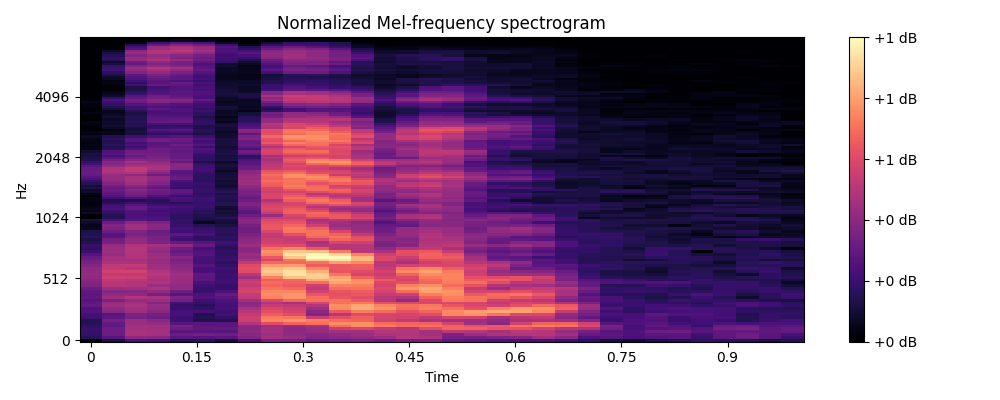 Normalized Mel-frequency spectrogram
Hz
4096
2048
1024
512
0
0 0.15 0.3 0.45 0.6 0.75 0.9
Time
+1 dB
+1 dB
+1 dB
+0 dB
+0 dB
+0 dB